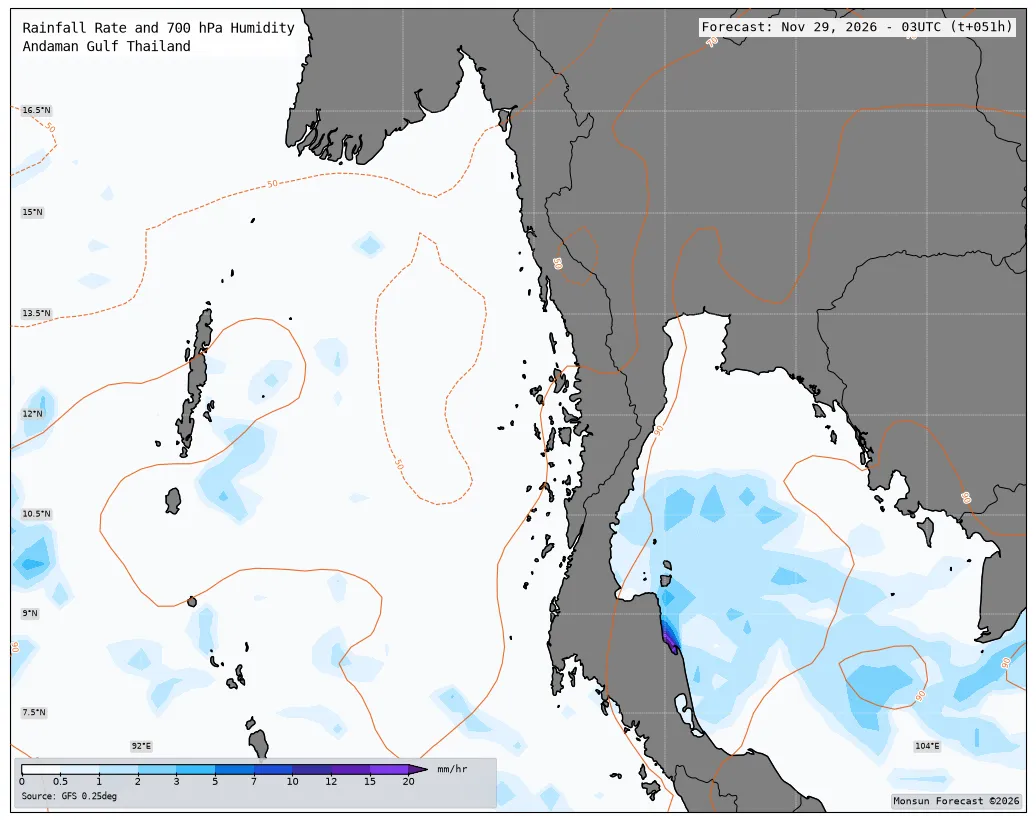 Rainfall Rate and 700 hPa Humidity
Andaman Gulf Thailand
Forecast: Nov 29, 2026 - 03UTC (t+051h)
70
16.5°N
50
50
15°N
50
13.5°N
12°N
90
50
90
10.5°N
9°N
90
90
90
7.5°N
92°E
104°E
mm/hr
0 0.5 1 2 3 5 7 10 12 15 20
Source: GFS 0.25deg
Monsun Forecast ©2026